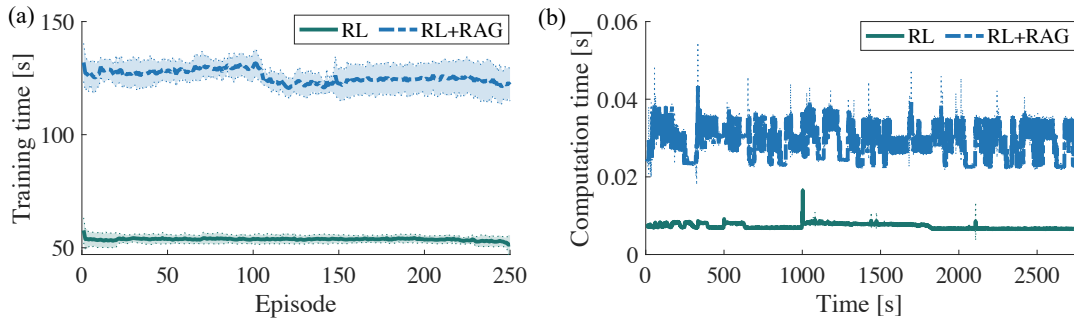 (a)
RL RL+RAG
Training time [s]
150
100
50
0 50 100 150 200 250
Episode
(b)
RL RL+RAG
Computation time [s]
0.06
0.04
0.02
0
0 500 1000 1500 2000 2500
Time [s]